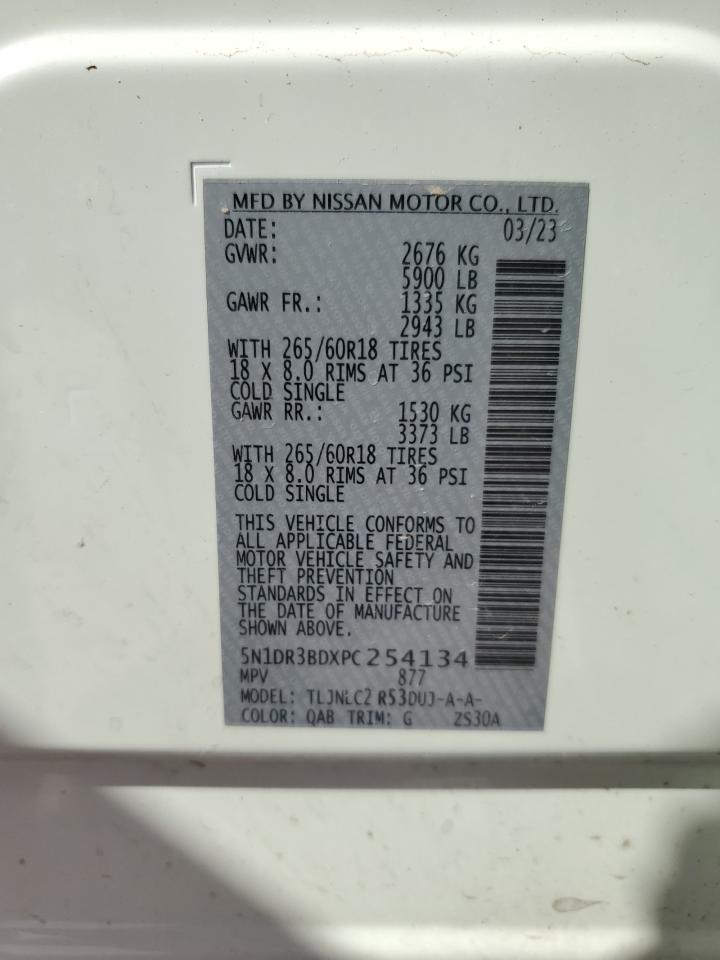 MFD BY NISSAN MOTOR CO., LTD.
DATE: 03/23
GVWR: 2676 KG
5900 LB
GAWR FR.: 1335 KG
2943 LB
WITH 265/60R18 TIRES
18 X 8.0 RIMS AT 36 PSI
COLD SINGLE
GAWR RR.: 1530 KG
3373 LB
WITH 265/60R18 TIRES
18 X 8.0 RIMS AT 36 PSI
COLD SINGLE
THIS VEHICLE CONFORMS TO
ALL APPLICABLE FEDERAL
MOTOR VEHICLE SAFETY AND
THEFT PREVENTION
STANDARDS IN EFFECT ON
THE DATE OF MANUFACTURE
SHOWN ABOVE.
5N1DR3BDXPC254134
MPV 877
MODEL: TLJNLC2 R53DUJ-A-A-
COLOR: QAB TRIM: G ZS30A